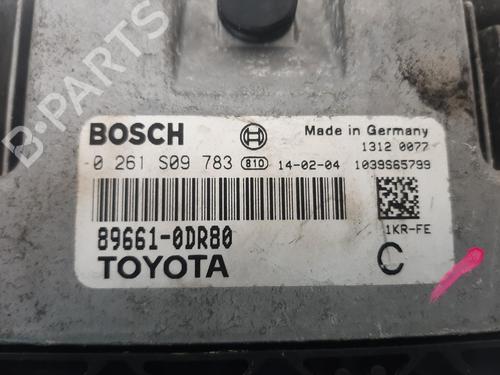 B-PARTS
BOSCH Made in Germany
1312 0077
0 261 S09 783 810 14-02-04 1039S65799
89661-0DR80
1KR-FE
TOYOTA C